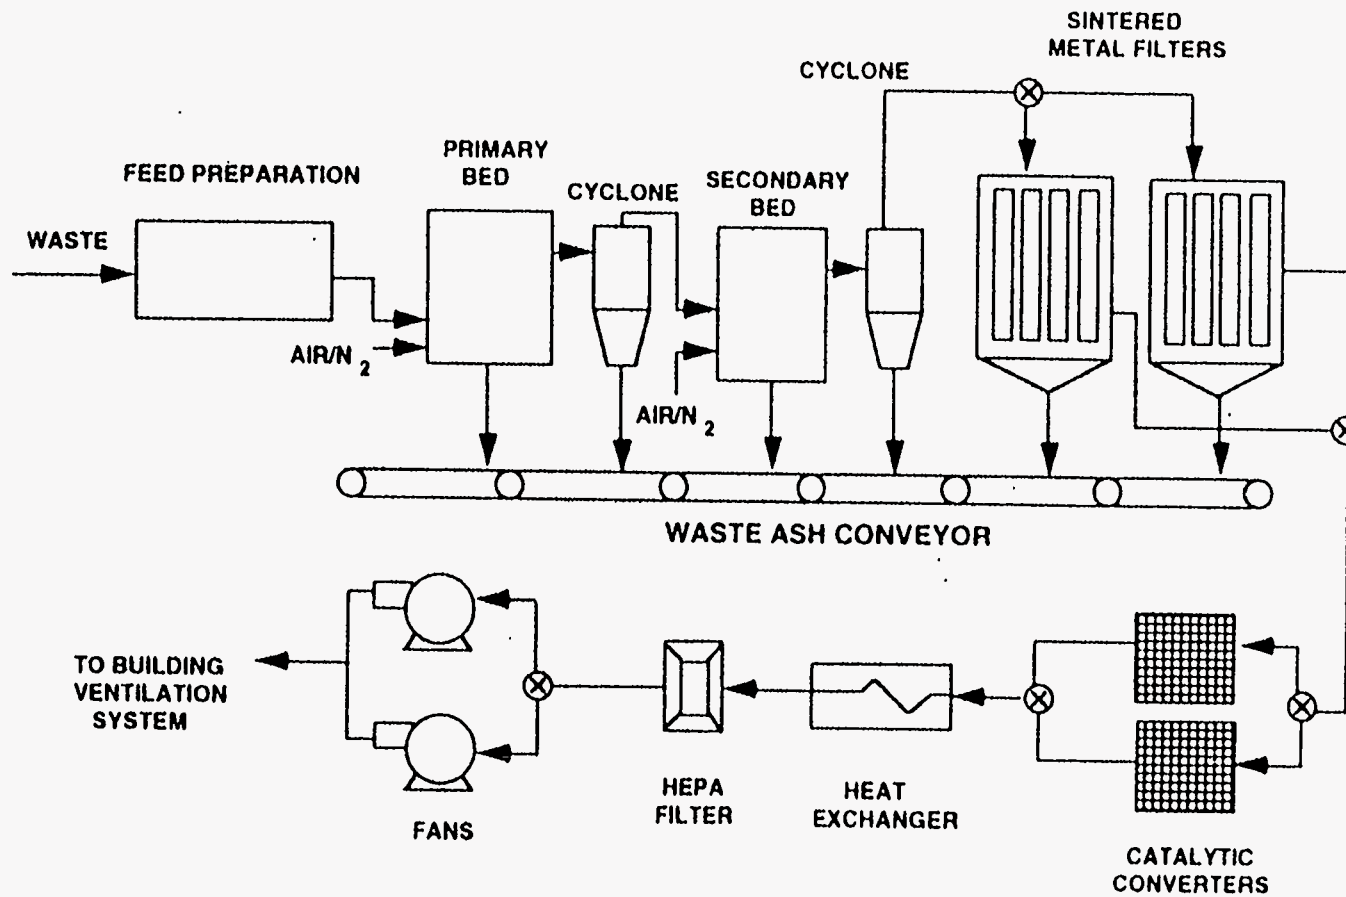 SINTERED
METAL FILTERS
CYCLONE
PRIMARY
BED
FEED PREPARATION
CYCLONE
SECONDARY
BED
WASTE
AIR/N2
AIR/N2
WASTE ASH CONVEYOR
TO BUILDING
VENTILATION
SYSTEM
FANS
HEPA
FILTER
HEAT
EXCHANGER
CATALYTIC
CONVERTERS